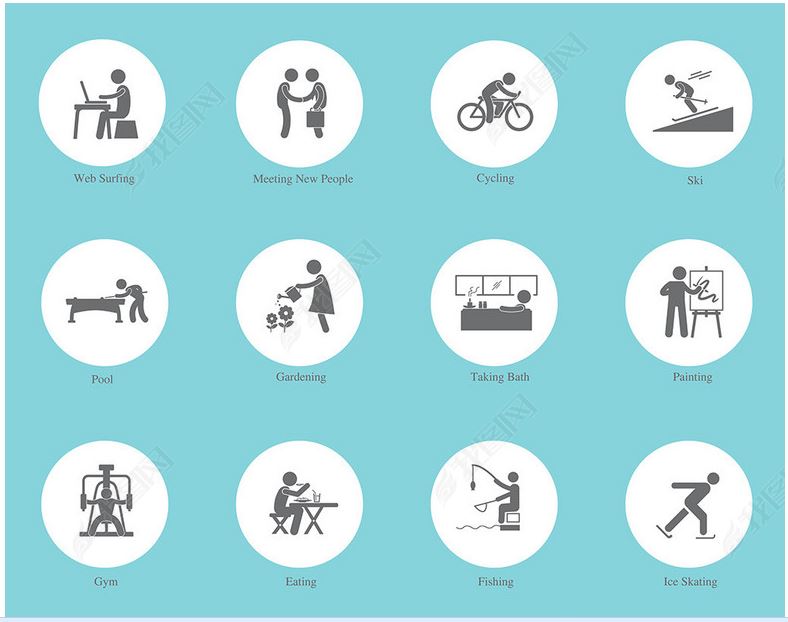 Web Surfing
Meeting New People
Cycling
Ski
Pool
Gardening
Taking Bath
Painting
Gym
Eating
Fishing
Ice Skating